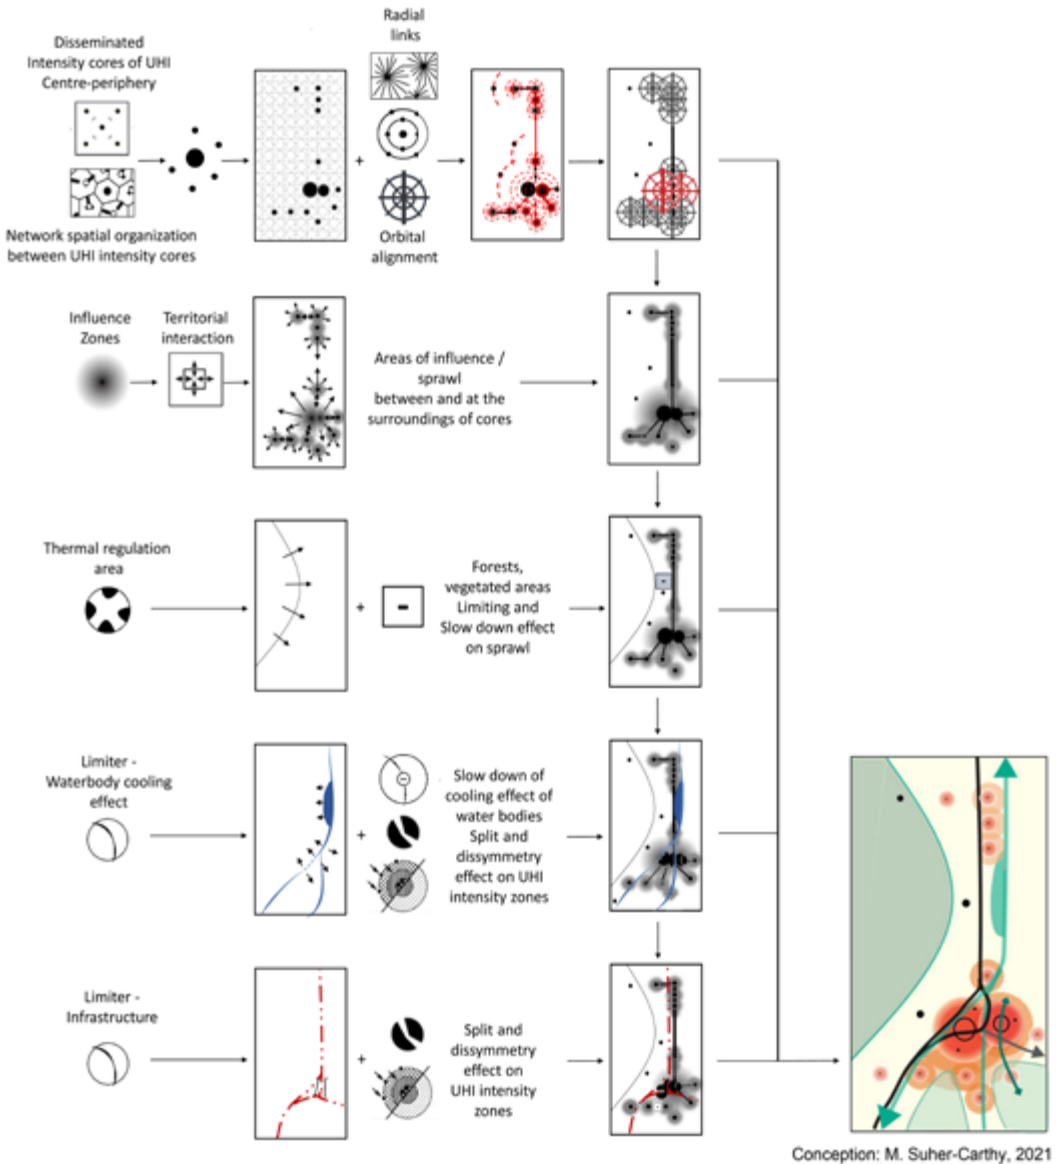 Radial
links
Disseminated
Intensity cores of UHI
Centre-periphery
Network spatial organization
between UHI intensity cores
+
Orbital
alignment
Influence
Zones
Territorial
interaction
Areas of influence /
sprawl
between and at the
surroundings of cores
Thermal regulation
area
+
Forests,
vegetated areas
Limiting and
Slow down effect
on sprawl
Limiter -
Waterbody cooling
effect
+
Slow down of
cooling effect of
water bodies
Split and
dissymmetry
effect on UHI
intensity zones
Limiter -
Infrastructure
+
Split and
dissymmetry
effect on
UHI intensity
zones
Conception: M. Suher-Carthy, 2021